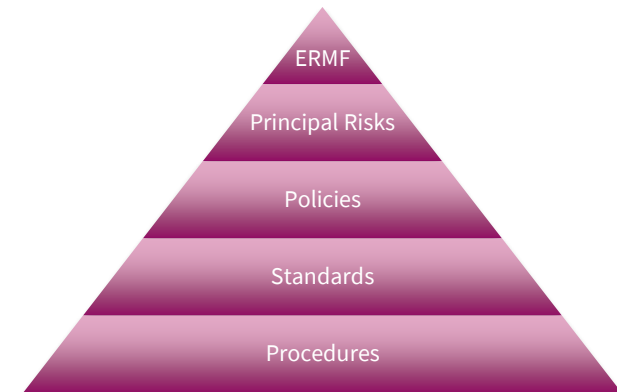 ERMF
Principal Risks
Policies
Standards
Procedures